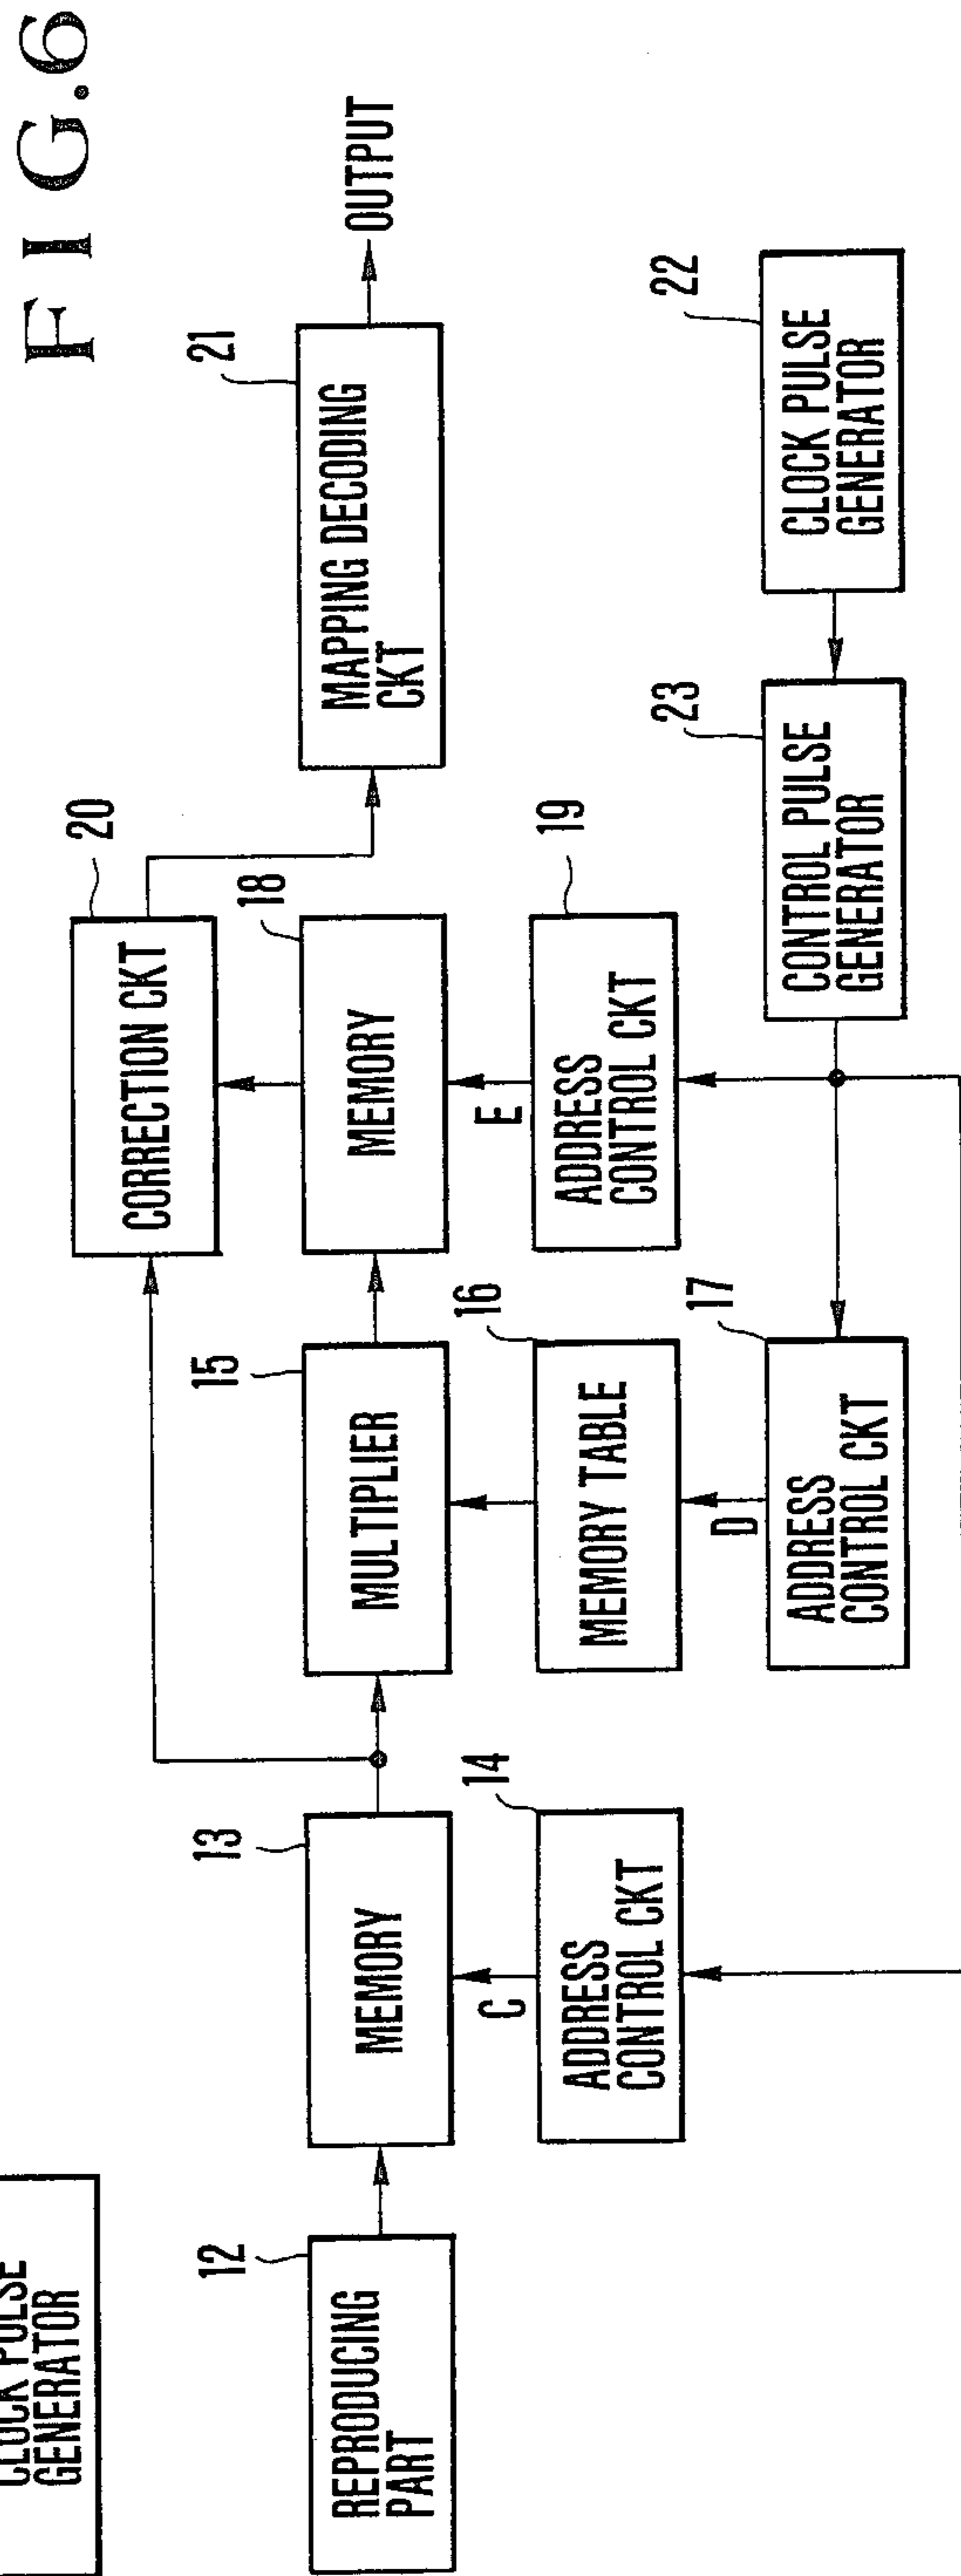 FIG.6
CLOCK PULSE
GENERATOR
12
REPRODUCING
PART
13
MEMORY
14
C
ADDRESS
CONTROL CKT
15
MULTIPLIER
16
MEMORY TABLE
17
D
ADDRESS
CONTROL CKT
18
MEMORY
19
E
ADDRESS
CONTROL CKT
20
CORRECTION CKT
21
MAPPING DECODING
CKT
OUTPUT
22
CLOCK PULSE
GENERATOR
23
CONTROL PULSE
GENERATOR